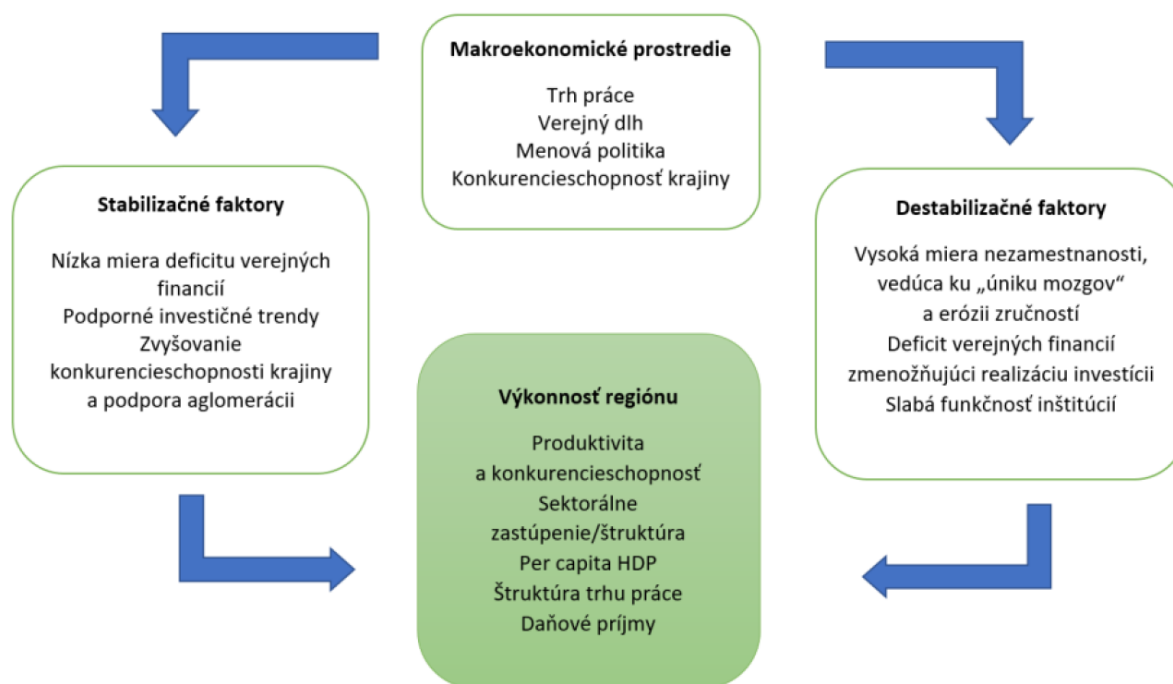 Makroekonomické prostredie
Trh práce
Verejný dlh
Menová politika
Konkurencieschopnosť krajiny
Stabilizačné faktory
Nízka miera deficitu verejných
financií
Podporné investičné trendy
Zvyšovanie
konkurencieschopnosti krajiny
a podpora aglomerácii
Destabilizačné faktory
Vysoká miera nezamestnanosti,
vedúca ku „úniku mozgov“
a erózii zručností
Deficit verejných financií
zmenožňujúci realizáciu investícii
Slabá funkčnosť inštitúcií
Výkonnosť regiónu
Produktivita
a konkurencieschopnosť
Sektorálne
zastúpenie/štruktúra
Per capita HDP
Štruktúra trhu práce
Daňové príjmy